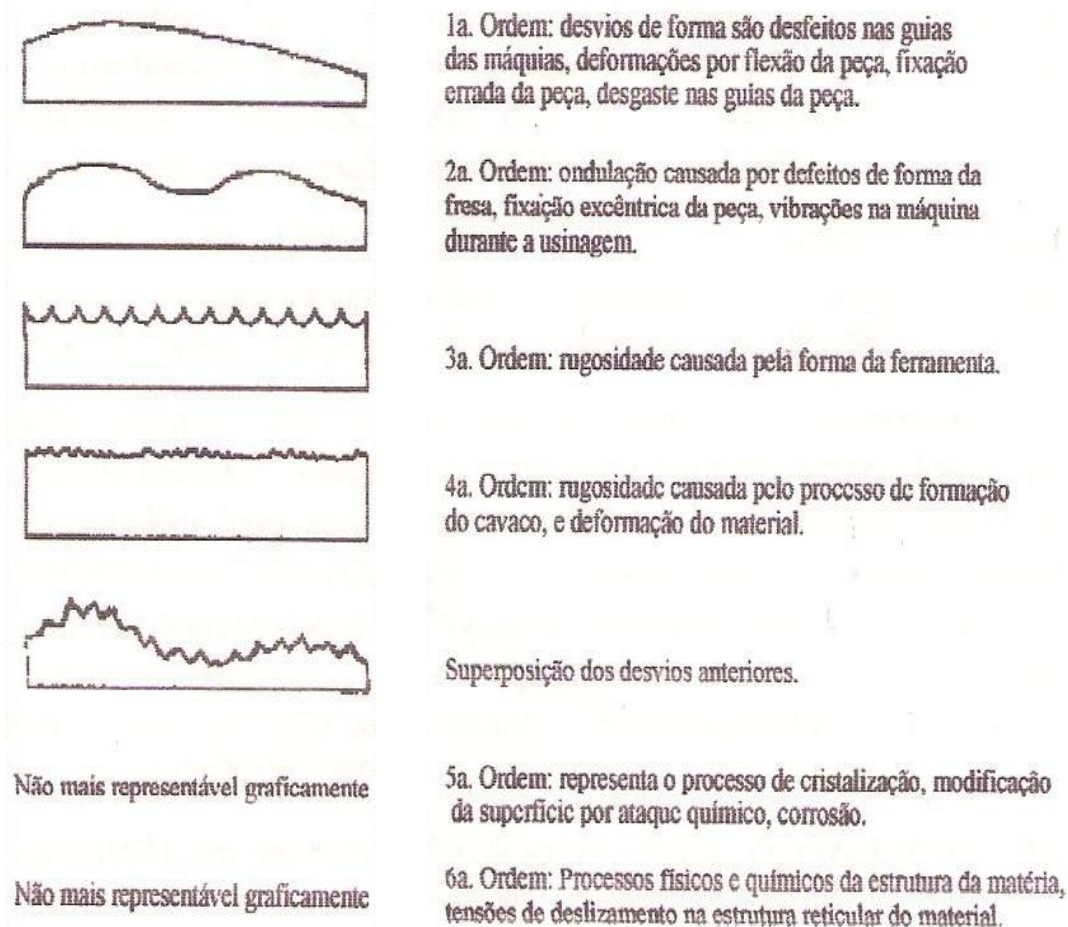 1a. Ordem: desvios de forma são desfeitos nas guias
das máquias, deformações por flexão da peça, fixação
errada da peça, desgaste nas guias da peça.
2a. Ordem: ondulação causada por defeitos de forma da
fresa, fixação excêntrica da peça, vibrações na máquina
durante a usinagem.
3a. Ordem: rugosidade causada pela forma da ferramenta.
4a. Ordem: rugosidade causada pelo processo de formação
do cavaco, e deformação do material.
Superposição dos desvios anteriores.
Não mais representável graficamente
5a. Ordem: representa o processo de cristalização, modificação
da superfície por ataque químico, corrosão.
Não mais representável graficamente
6a. Ordem: Processos físicos e químicos da estrutura da matéria,
tensões de deslizamento na estrutura reticular do material.